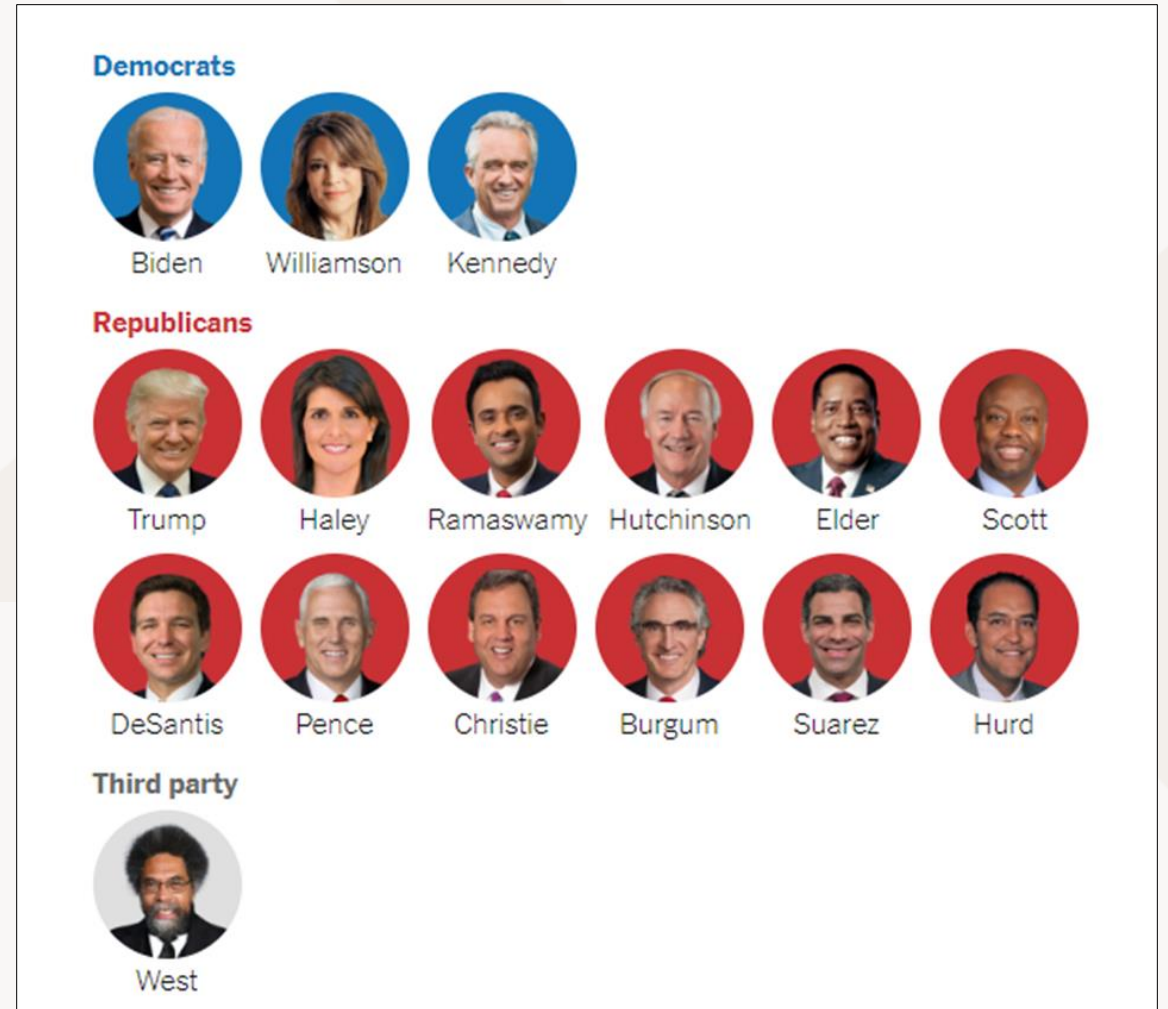 Democrats
Biden Williamson Kennedy
Republicans
Trump Haley Ramaswamy Hutchinson Elder Scott
DeSantis Pence Christie Burgum Suarez Hurd
Third party
West